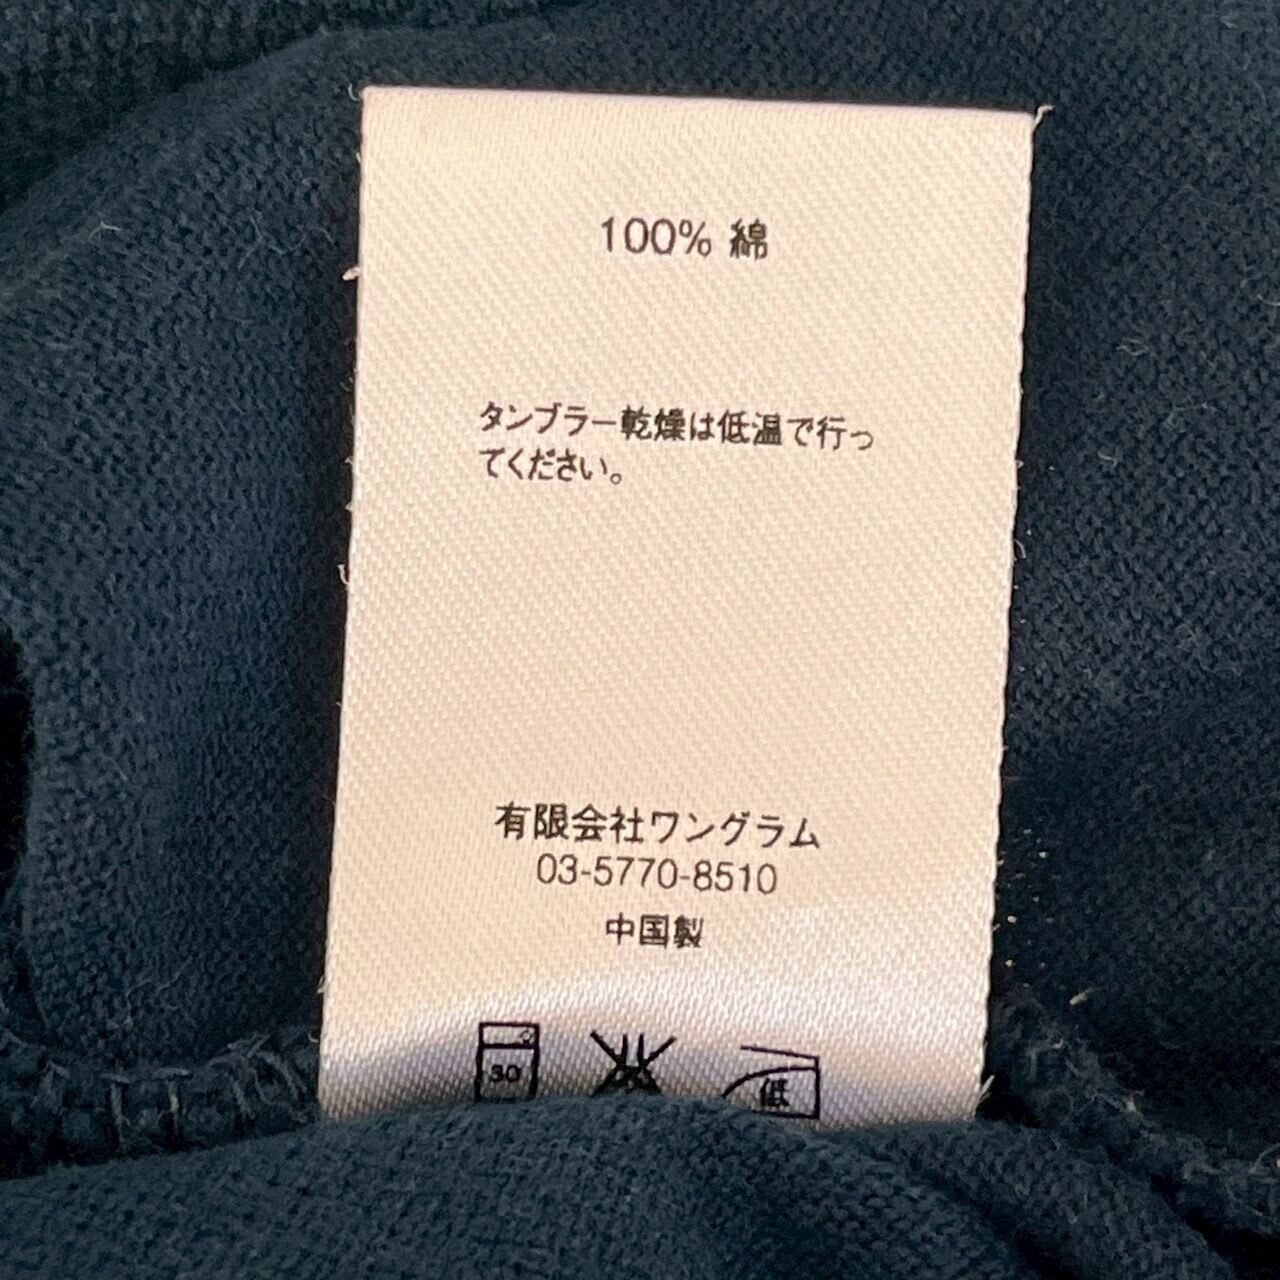 100% 綿
タンブラー乾燥は低温で行っ
てください。
有限会社ワングラム
03-5770-8510
中国製
30
低